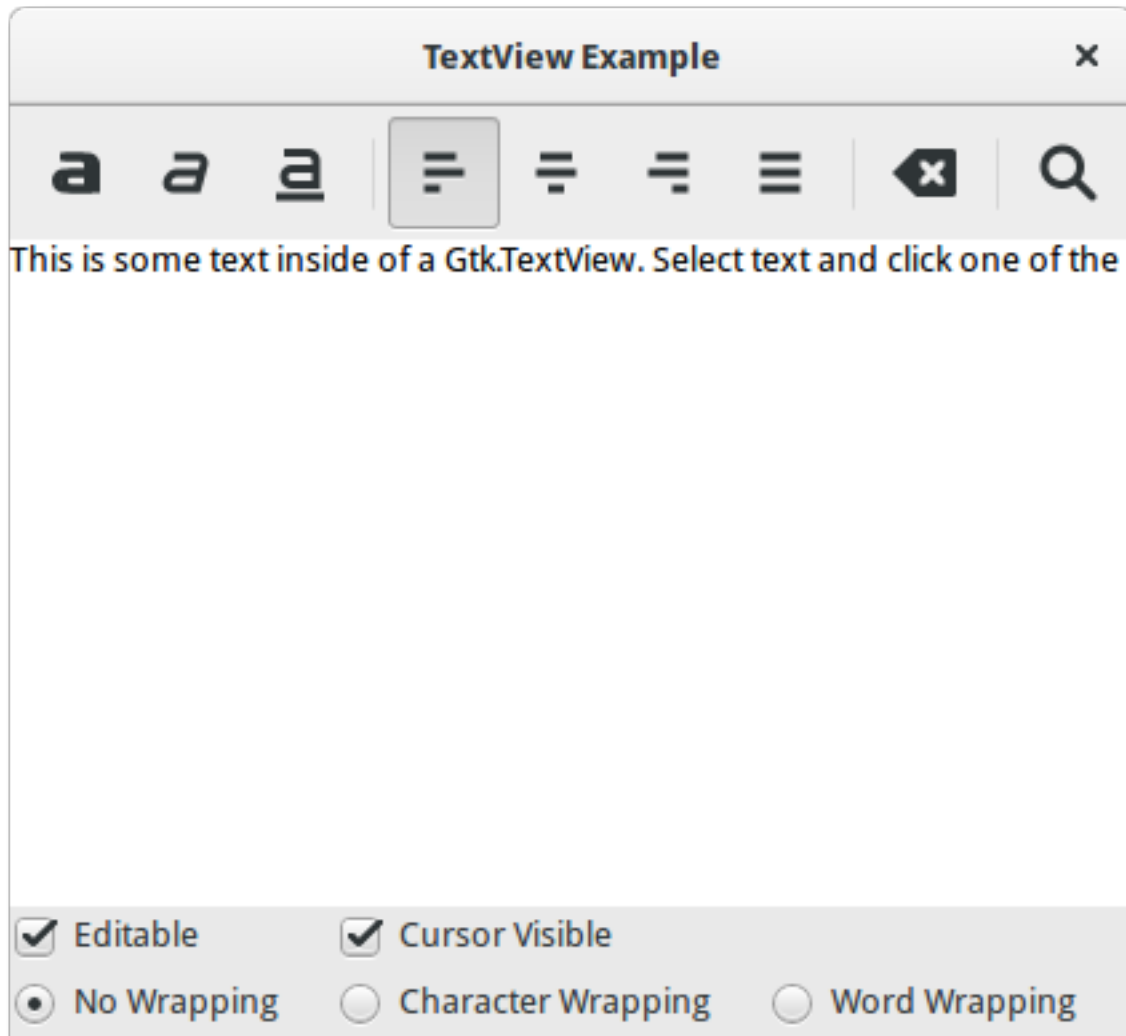 TextView Example
a a a
This is some text inside of a Gtk.TextView. Select text and click one of the
Editable Cursor Visible
No Wrapping Character Wrapping Word Wrapping